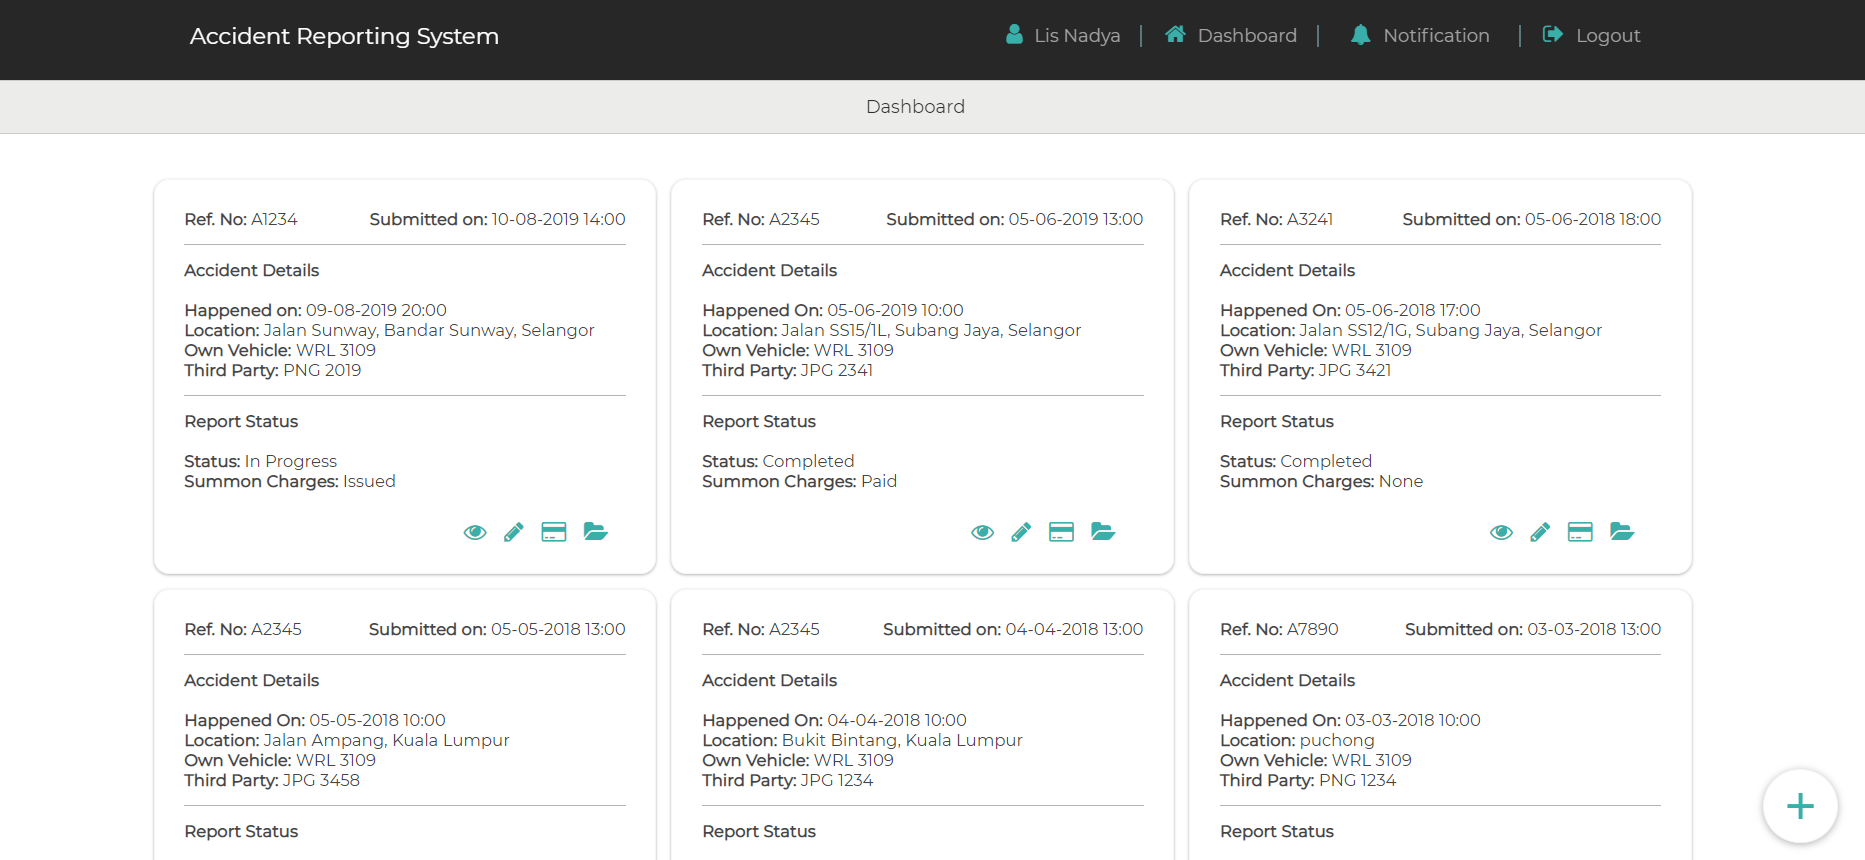 Accident Reporting System
Lis Nadya | Dashboard | Notification | Logout
Dashboard
Ref. No: A1234 Submitted on: 10-08-2019 14:00
Accident Details
Happened on: 09-08-2019 20:00
Location: Jalan Sunway, Bandar Sunway, Selangor
Own Vehicle: WRL 3109
Third Party: PNG 2019
Report Status
Status: In Progress
Summon Charges: Issued
Ref. No: A2345 Submitted on: 05-06-2019 13:00
Accident Details
Happened On: 05-06-2019 10:00
Location: Jalan SS15/1L, Subang Jaya, Selangor
Own Vehicle: WRL 3109
Third Party: JPG 2341
Report Status
Status: Completed
Summon Charges: Paid
Ref. No: A3241 Submitted on: 05-06-2018 18:00
Accident Details
Happened On: 05-06-2018 17:00
Location: Jalan SS12/1G, Subang Jaya, Selangor
Own Vehicle: WRL 3109
Third Party: JPG 3421
Report Status
Status: Completed
Summon Charges: None
Ref. No: A2345 Submitted on: 05-05-2018 13:00
Accident Details
Happened On: 05-05-2018 10:00
Location: Jalan Ampang, Kuala Lumpur
Own Vehicle: WRL 3109
Third Party: JPG 3458
Report Status
Ref. No: A2345 Submitted on: 04-04-2018 13:00
Accident Details
Happened On: 04-04-2018 10:00
Location: Bukit Bintang, Kuala Lumpur
Own Vehicle: WRL 3109
Third Party: JPG 1234
Report Status
Ref. No: A7890 Submitted on: 03-03-2018 13:00
Accident Details
Happened On: 03-03-2018 10:00
Location: puchong
Own Vehicle: WRL 3109
Third Party: PNG 1234
Report Status